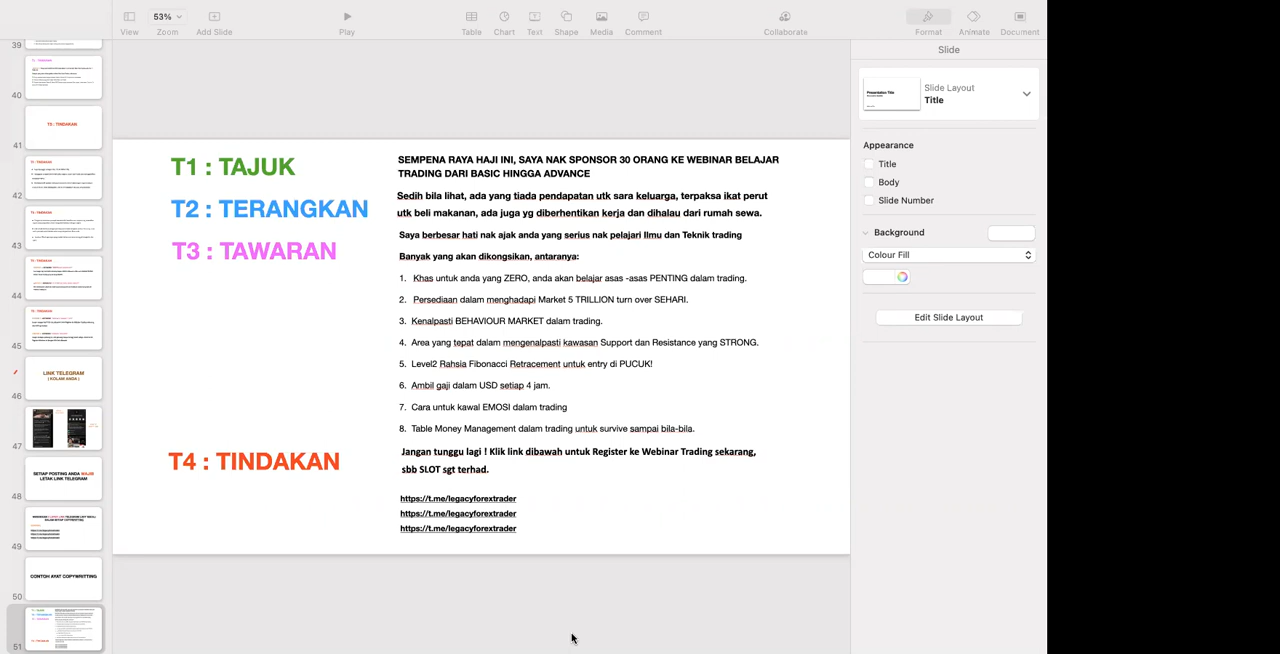 53%
View
Zoom
Add Slide
Play
Table
Chart
Text
Shape
Media
Comment
Collaborate
Format
Animate
Document
39
40
T4 : TINDAKAN
41
42
43
44
45
LINK TELEGRAM
( KOLAM ANDA )
46
47
SETIAP POSTING ANDA WAJIB
LETAK LINK TELEGRAM
48
49
CONTOH AYAT COPYWRITTING
50
51
T1 : TAJUK
T2 : TERANGKAN
T3 : TAWARAN
T4 : TINDAKAN
SEMPENA RAYA HAJI INI, SAYA NAK SPONSOR 30 ORANG KE WEBINAR BELAJAR
TRADING DARI BASIC HINGGA ADVANCE
Sedih bila lihat, ada yang tiada pendapatan utk sara keluarga, terpaksa ikat perut
utk beli makanan, ada juga yg diberhentikan kerja dan dihalau dari rumah sewa.
Saya berbesar hati nak ajak anda yang serius nak pelajari Ilmu dan Teknik trading
Banyak yang akan dikongsikan, antaranya:
1. Khas untuk anda yang ZERO, anda akan belajar asas -asas PENTING dalam trading.
2. Persediaan dalam menghadapi Market 5 TRILLION turn over SEHARI.
3. Kenalpasti BEHAVIOUR MARKET dalam trading.
4. Area yang tepat dalam mengenalpasti kawasan Support dan Resistance yang STRONG.
5. Level2 Rahsia Fibonacci Retracement untuk entry di PUCUK!
6. Ambil gaji dalam USD setiap 4 jam.
7. Cara untuk kawal EMOSI dalam trading
8. Table Money Management dalam trading untuk survive sampai bila-bila.
Jangan tunggu lagi ! Klik link dibawah untuk Register ke Webinar Trading sekarang,
sbb SLOT sgt terhad.
https://t.me/legacyforextrader
https://t.me/legacyforextrader
https://t.me/legacyforextrader
Slide
Presentation Title
Slide Layout
Title
Appearance
Title
Body
Slide Number
Background
Colour Fill
Edit Slide Layout